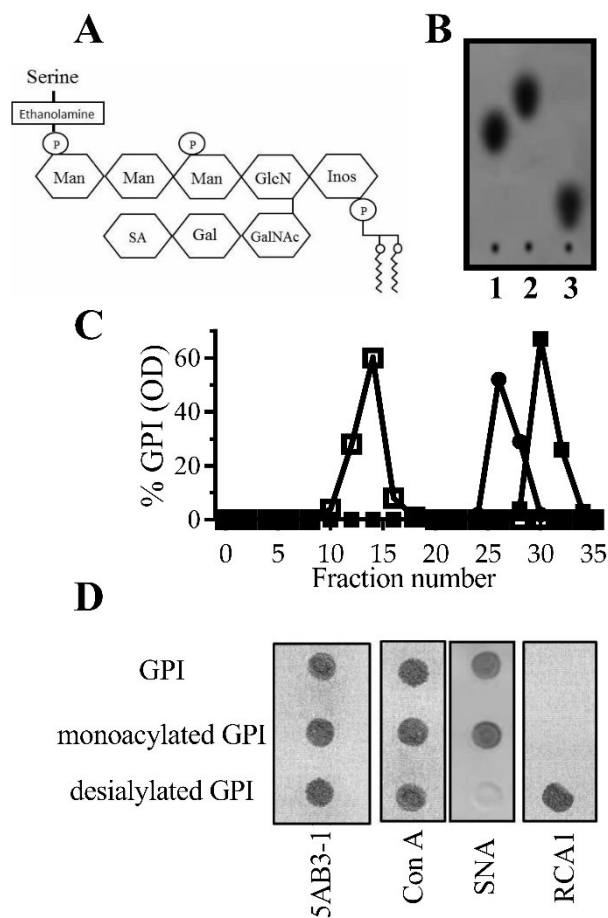 A
Serine
Ethanolamine
P
P
Man Man Man GlcN Inos
P
SA Gal GalNAc
B
1 2 3
C
% GPI (OD)
60
40
20
0
0 5 10 15 20 25 30 35
Fraction number
D
GPI
monoacylated GPI
desialylated GPI
5AB3-1
Con A
SNA
RCA1